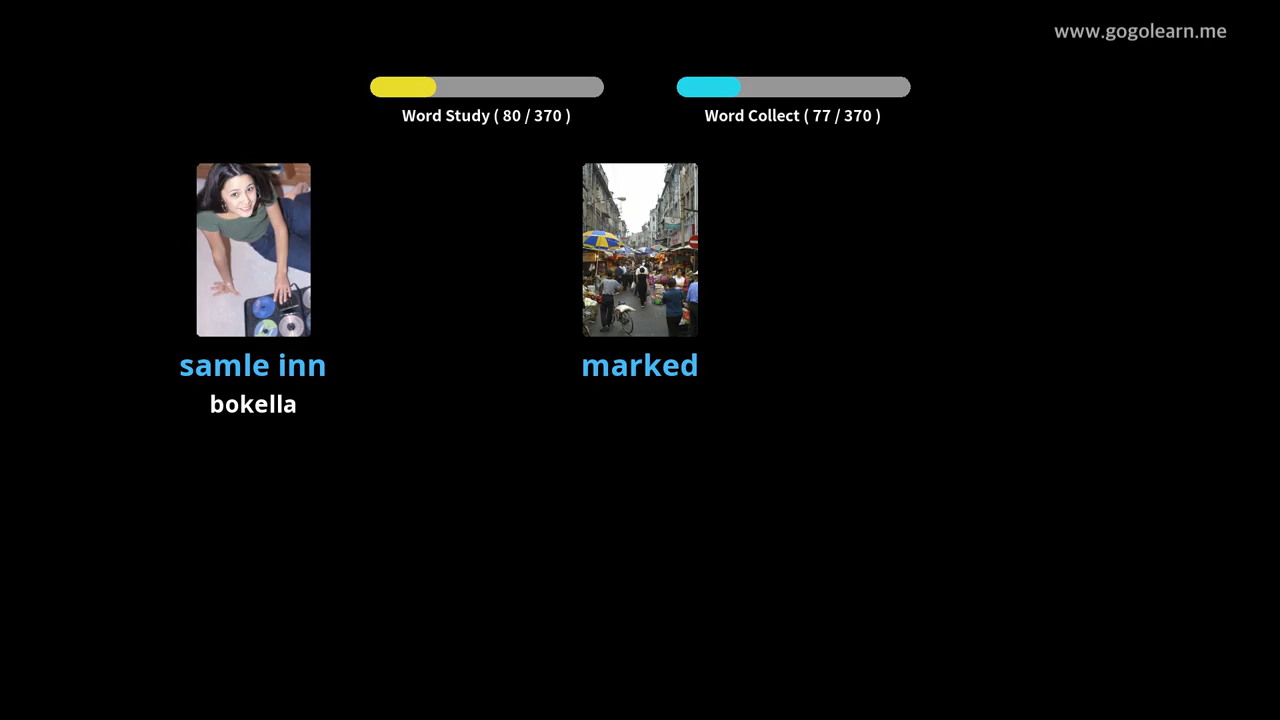 www.gogolearn.me
Word Study ( 80 / 370 )
Word Collect ( 77 / 370 )
samle inn
marked
bokella